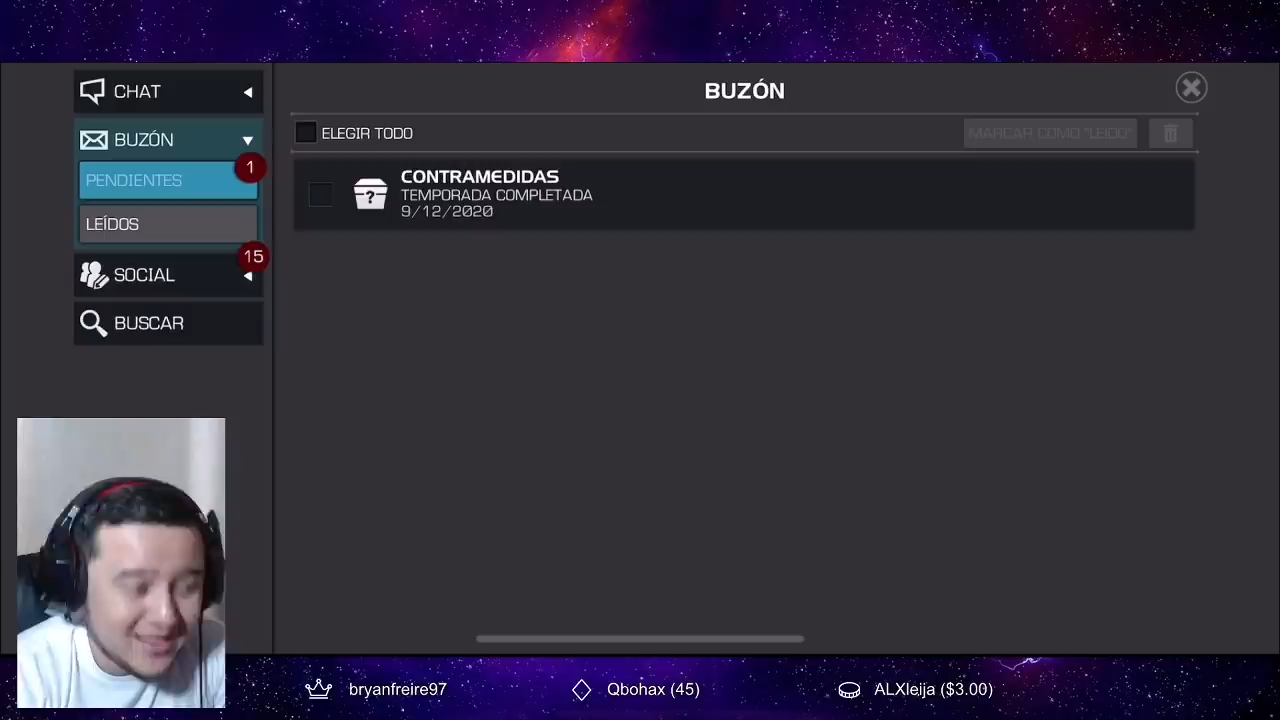 CHAT
BUZÓN
PENDIENTES
1
LEÍDOS
15
SOCIAL
BUSCAR
BUZÓN
ELEGIR TODO
MARCAR COMO "LEÍDO"
?
CONTRAMEDIDAS
TEMPORADA COMPLETADA
9/12/2020
bryanfreire97
Qbohax (45)
ALXleija ($3.00)